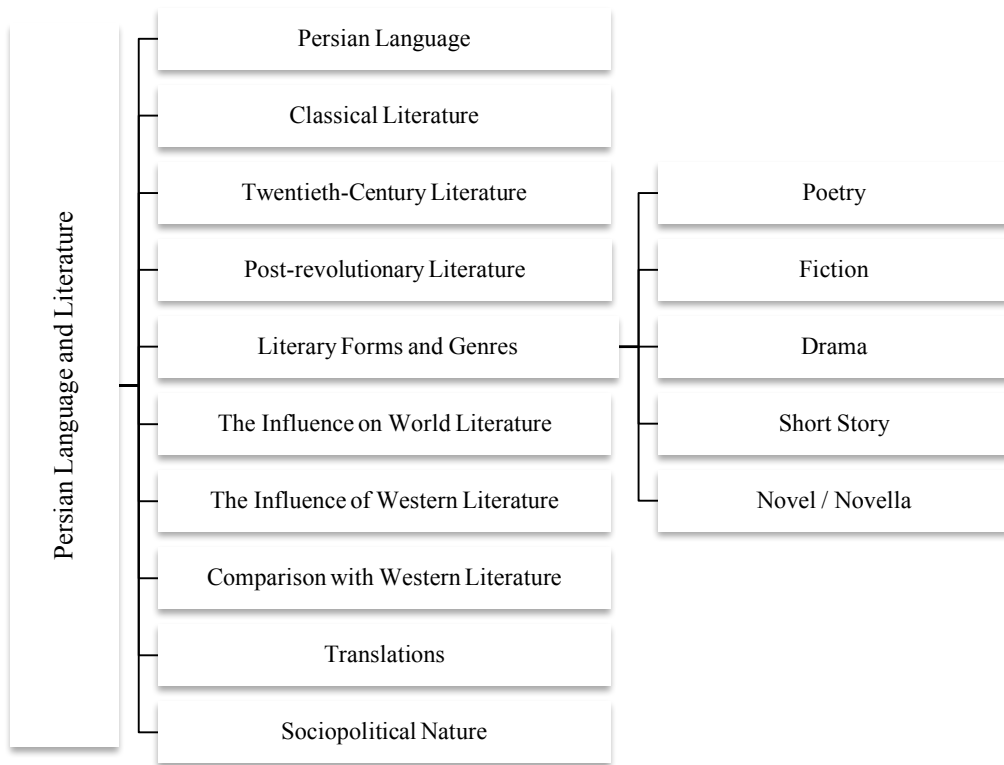 Persian Language and Literature
Persian Language
Classical Literature
Twentieth-Century Literature
Post-revolutionary Literature
Literary Forms and Genres
The Influence on World Literature
The Influence of Western Literature
Comparison with Western Literature
Translations
Sociopolitical Nature
Poetry
Fiction
Drama
Short Story
Novel / Novella